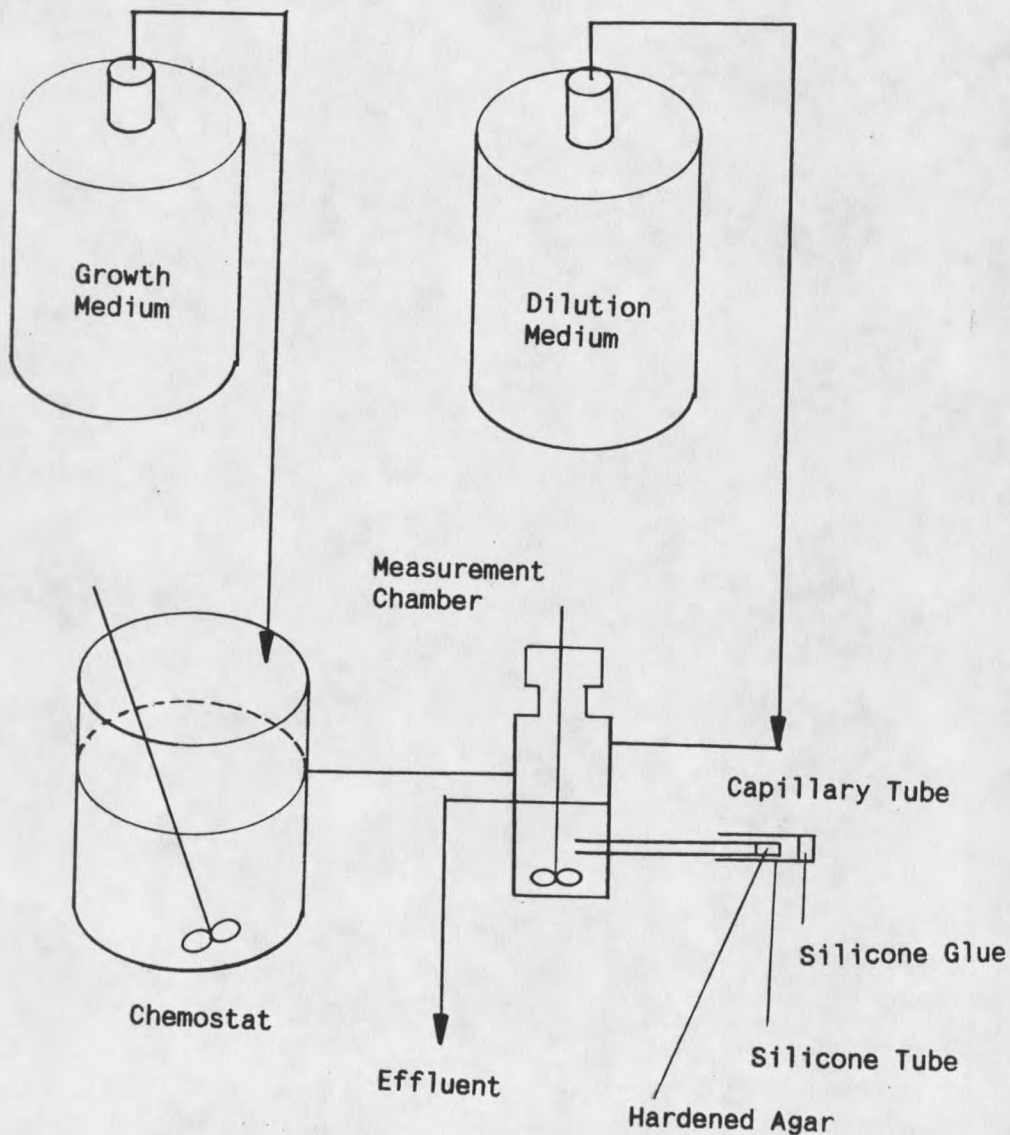 Growth
Medium
Dilution
Medium
Measurement
Chamber
Capillary Tube
Silicone Glue
Chemostat
Silicone Tube
Effluent
Hardened Agar